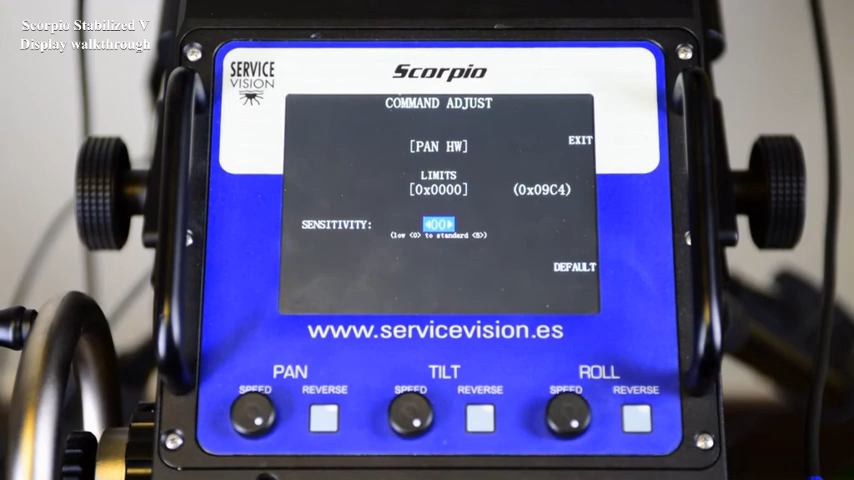 Scorpio Stabilized V
Display walkthrough
SERVICE
VISION
Scorpio
COMMAND ADJUST
[PAN HW]
EXIT
LIMITS
[0x0000] (0x09C4)
SENSITIVITY: 00
(low <0> to standard <5>)
DEFAULT
www.servicevision.es
PAN TILT ROLL
SPEED REVERSE SPEED REVERSE SPEED REVERSE